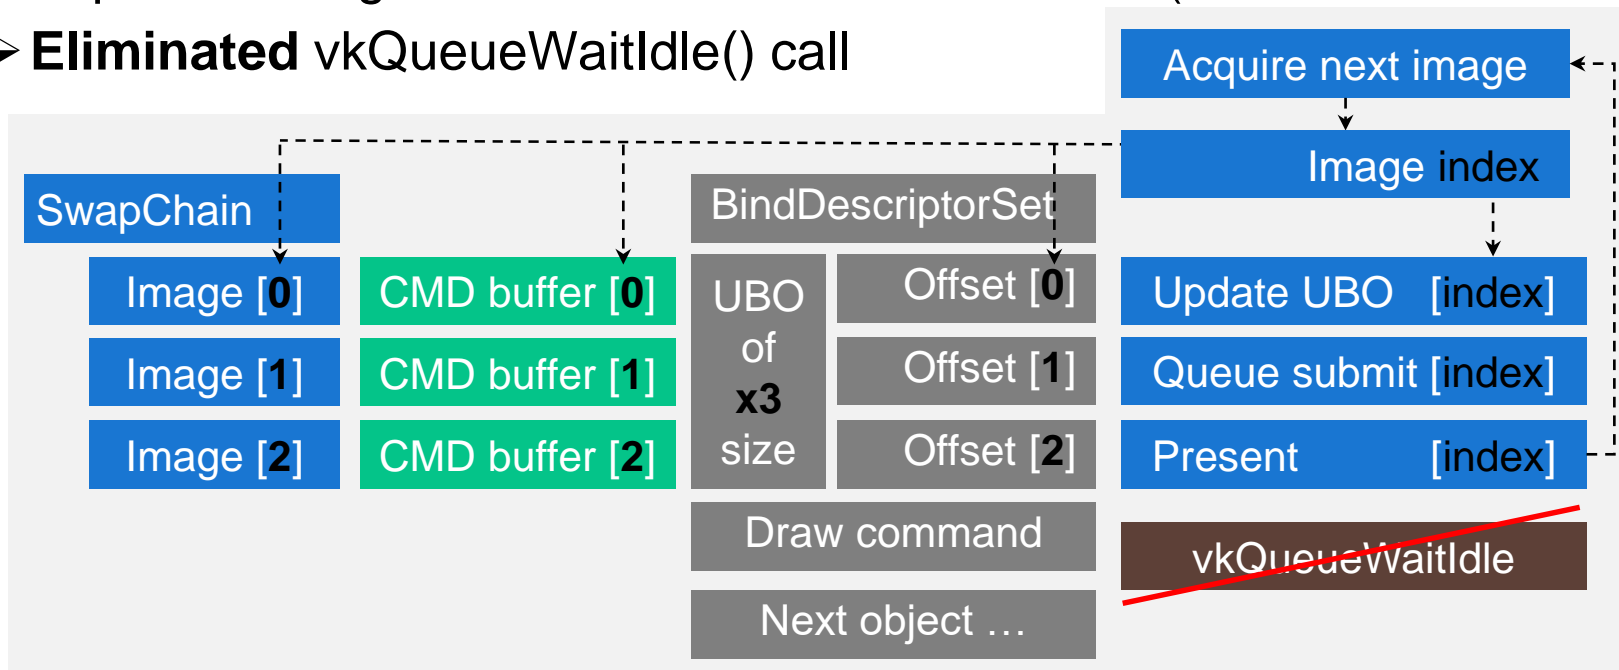 ➢ Eliminated vkQueueWaitIdle() call
Acquire next image
Image index
SwapChain
BindDescriptorSet
Image [0]
CMD buffer [0]
UBO
of
x3
size
Offset [0]
Update UBO [index]
Image [1]
CMD buffer [1]
Offset [1]
Queue submit [index]
Image [2]
CMD buffer [2]
Offset [2]
Present [index]
Draw command
vkQueueWaitIdle
Next object …